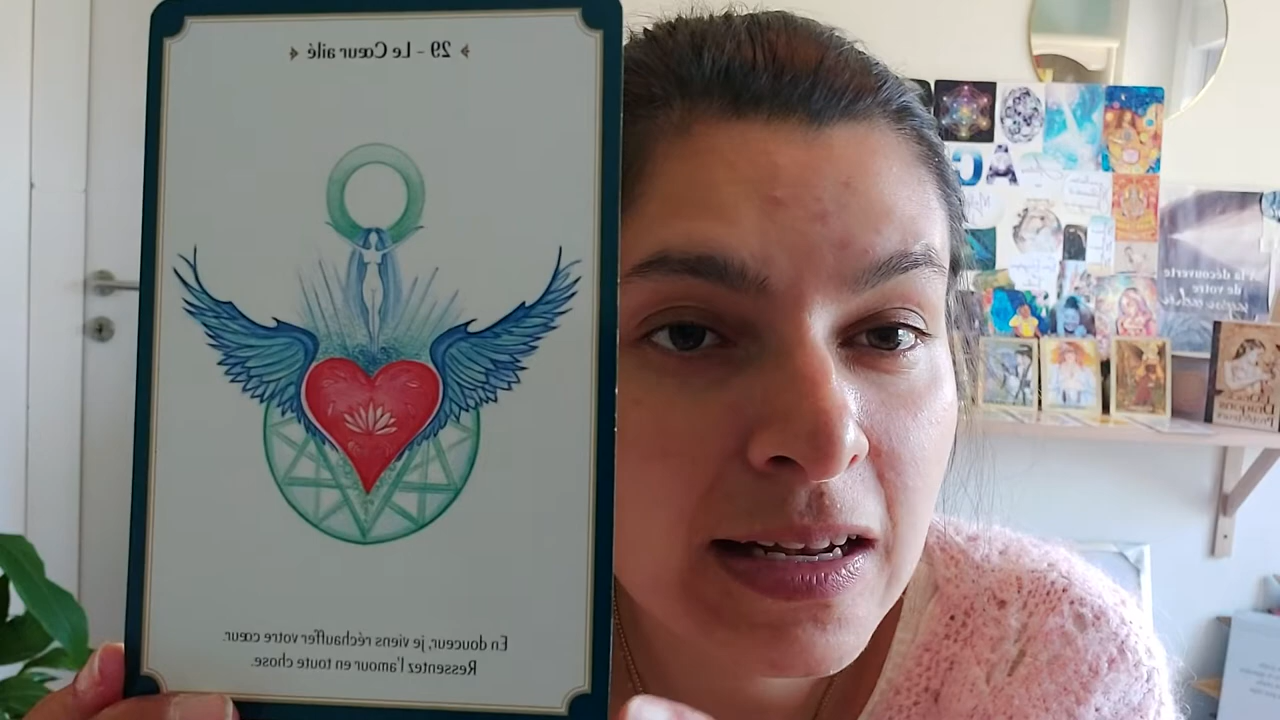 29 - Le Cœur ailé
En douceur, je viens réchauffer votre cœur.
Ressentez l'amour en toute chose.
A la découverte
de votre